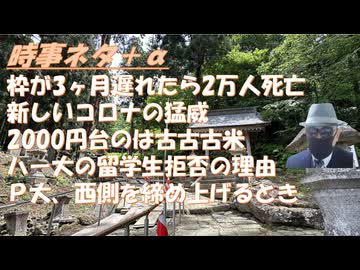 時事ネタ+α
枠が3ヶ月遅れたら2万人死亡
新しいコロナの猛威
2000円台のは古古古米
ハ－大の留学生拒否の理由
P大、西側を締め上げるとき